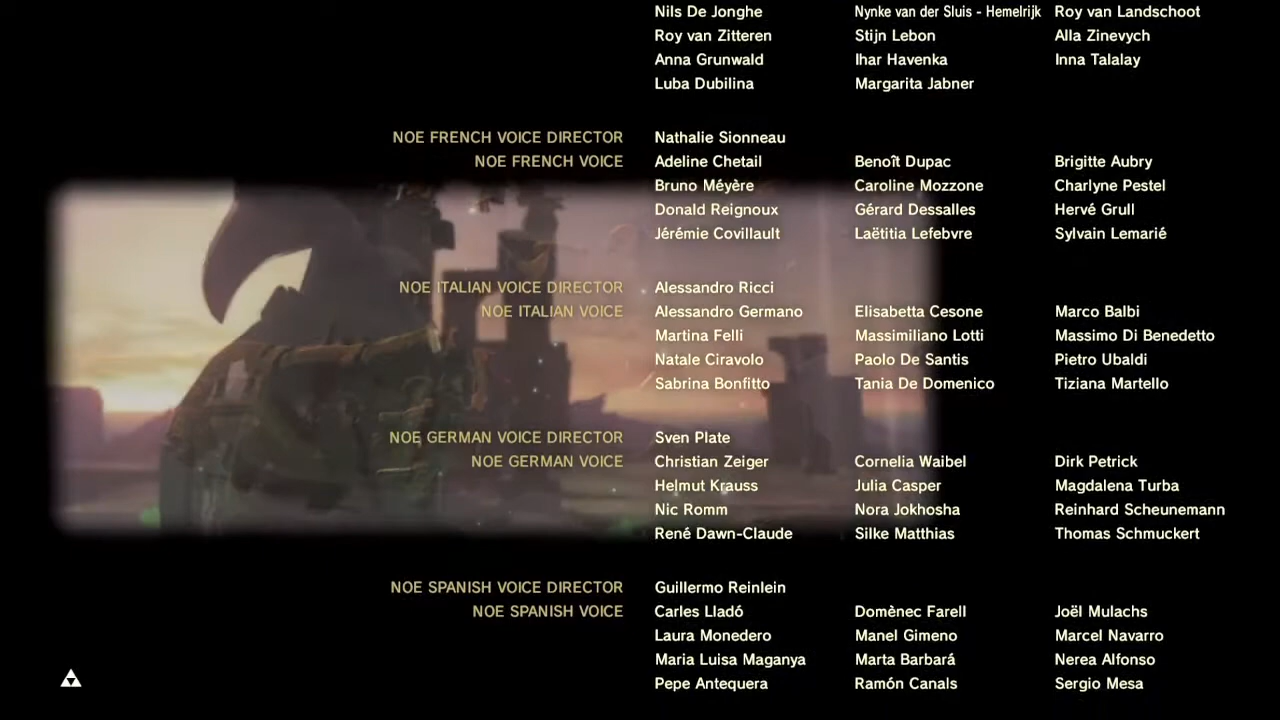 Nils De Jonghe Nynke van der Sluis - Hemelrijk Roy van Landschoot
Roy van Zitteren Stijn Lebon Alla Zinevych
Anna Grunwald Ihar Havenka Inna Talalay
Luba Dubilina Margarita Jabner
NOE FRENCH VOICE DIRECTOR Nathalie Sionneau
NOE FRENCH VOICE Adeline Chetail Benoît Dupac Brigitte Aubry
Bruno Méyère Caroline Mozzone Charlyne Pestel
Donald Reignoux Gérard Dessalles Hervé Grull
Jérémie Covillault Laëtitia Lefebvre Sylvain Lemarié
NOE ITALIAN VOICE DIRECTOR Alessandro Ricci
NOE ITALIAN VOICE Alessandro Germano Elisabetta Cesone Marco Balbi
Martina Felli Massimiliano Lotti Massimo Di Benedetto
Natale Ciravolo Paolo De Santis Pietro Ubaldi
Sabrina Bonfitto Tania De Domenico Tiziana Martello
NOE GERMAN VOICE DIRECTOR Sven Plate
NOE GERMAN VOICE Christian Zeiger Cornelia Waibel Dirk Petrick
Helmut Krauss Julia Casper Magdalena Turba
Nic Romm Nora Jokhosha Reinhard Scheunemann
René Dawn-Claude Silke Matthias Thomas Schmuckert
NOE SPANISH VOICE DIRECTOR Guillermo Reinlein
NOE SPANISH VOICE Carles Lladó Domènec Farell Joël Mulachs
Laura Monedero Manel Gimeno Marcel Navarro
Maria Luisa Maganya Marta Barbará Nerea Alfonso
Pepe Antequera Ramón Canals Sergio Mesa